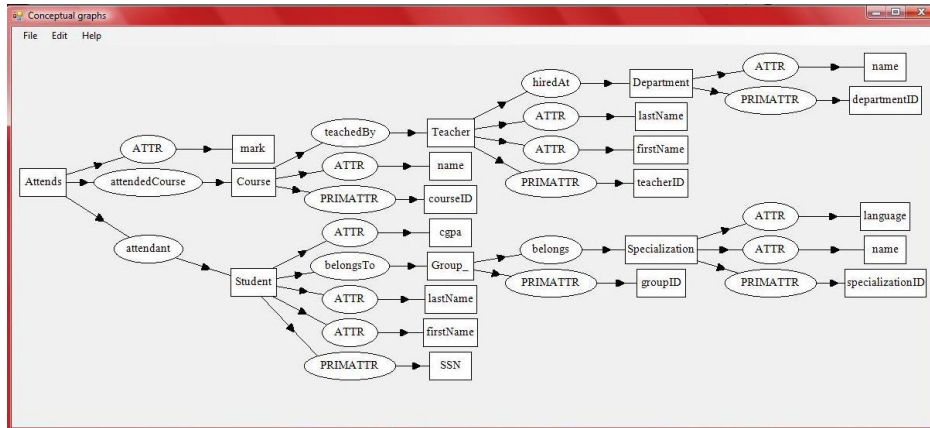 Conceptual graphs
File Edit Help
ATTR name
hiredAt Department
PRIMATTR departmentID
ATTR lastName
teachedBy Teacher
ATTR mark
ATTR firstName
ATTR name
Attends attendedCourse Course
PRIMATTR teacherID
PRIMATTR courseID
ATTR language
ATTR cgpa
attendant
belongs Specialization ATTR name
belongsTo Group_
Student
PRIMATTR groupID PRIMATTR specializationID
ATTR lastName
ATTR firstName
PRIMATTR SSN